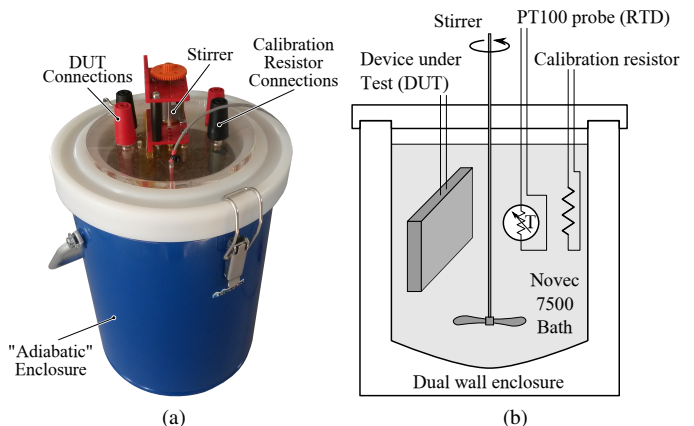 DUT
Connections
Stirrer
Calibration
Resistor
Connections
"Adiabatic"
Enclosure
(a)
Stirrer
PT100 probe (RTD)
Device under
Test (DUT)
Calibration resistor
T
Novec
7500
Bath
Dual wall enclosure
(b)